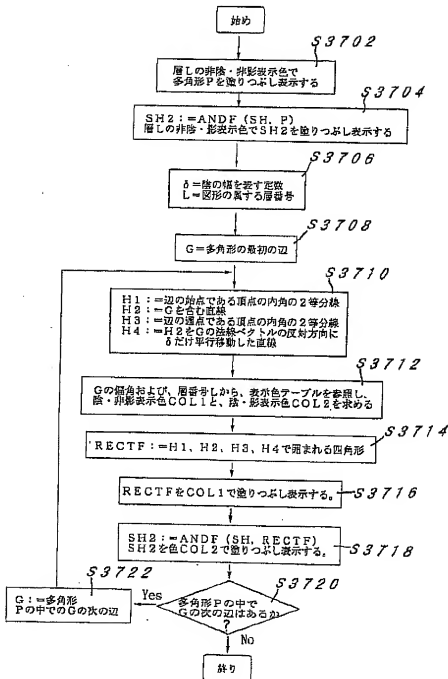 始め
S3702
層Lの非陰・非影表示色で
多角形Pを塗りつぶし表示する
S3704
SH2:=ANDF(SH, P)
層Lの非陰・影表示色でSH2を塗りつぶし表示する
S3706
δ=陰の幅を表す定数
L=図形の属する層番号
S3708
G=多角形の最初の辺
S3710
H1:=辺の始点である頂点の内角の2等分線
H2:=Gを含む直線
H3:=辺の終点である頂点の内角の2等分線
H4:=H2をGの法線ベクトルの反対方向に
δだけ平行移動した直線
S3712
Gの偏角および、層番号Lから、表示色テーブルを参照し、
陰・非影表示色COL1と、陰・影表示色COL2を求める
S3714
RECTF:=H1、H2、H3、H4で囲まれる四角形
RECTFをCOL1で塗りつぶし表示する。
S3716
SH2:=ANDF(SH, RECTF)
SH2を色COL2で塗りつぶし表示する。
S3718
S3722
G:=多角形
Pの中でのGの次の辺
Yes
S3720
多角形Pの中で
Gの次の辺はあるか
?
No
終り